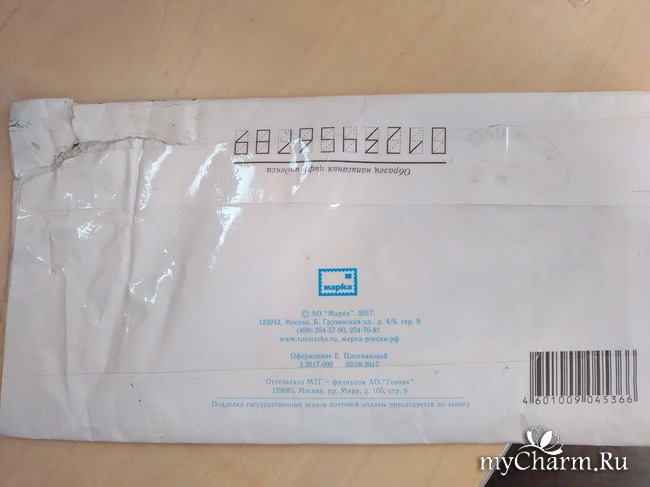 0123456789
Образец написания цифр индекса
марка
© АО "Марка". 2017.
123242, Москва, Б. Грузинская ул., д. 4/6, стр. 9
(499) 254-57-90, 254-76-81
www.rusmarka.ru, марка-россия.рф
Оформление Е. Плотниковой
З 2017-099 02.08.2017
Отпечатано МТГ – филиалом АО "Гознак"
129085, Москва, пр. Мира, д. 105, стр. 6
Подделка государственных знаков почтовой оплаты преследуется по закону
4 601009 045366
myCharm.Ru